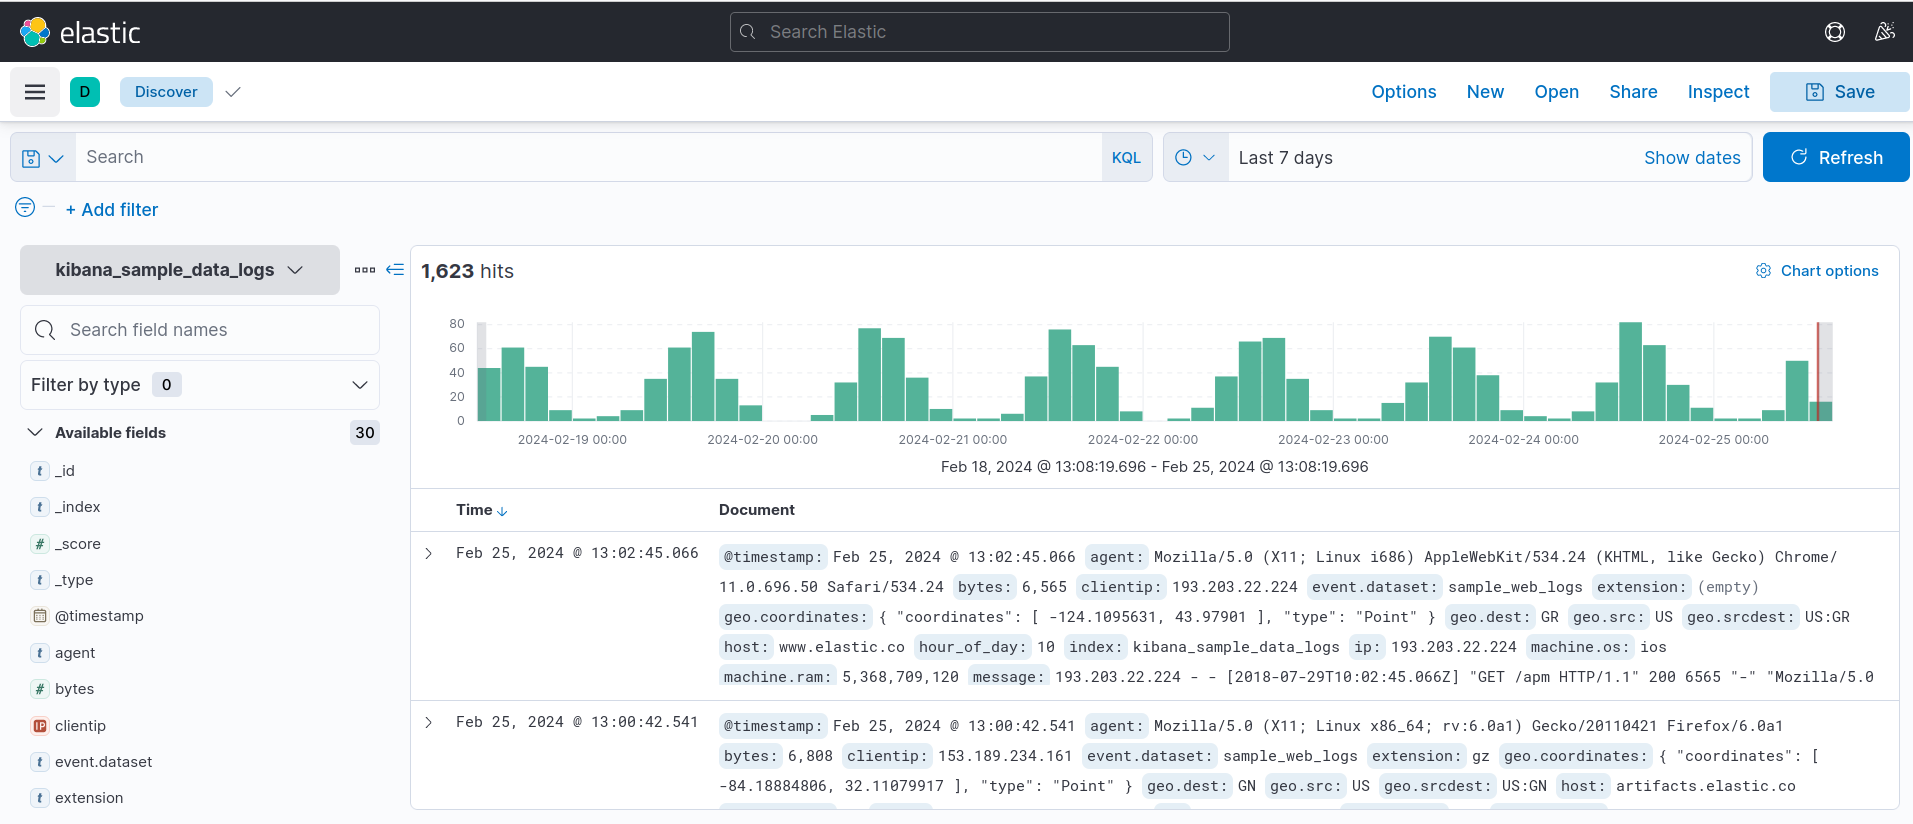 elastic
Search Elastic
D
Discover
Options New Open Share Inspect Save
Search
KQL
Last 7 days
Show dates
Refresh
+ Add filter
kibana_sample_data_logs
Search field names
Filter by type 0
Available fields 30
t _id
t _index
# _score
t _type
@timestamp
t agent
# bytes
IP clientip
t event.dataset
t extension
1,623 hits
Chart options
80
60
40
20
0
2024-02-19 00:00 2024-02-20 00:00 2024-02-21 00:00 2024-02-22 00:00 2024-02-23 00:00 2024-02-24 00:00 2024-02-25 00:00
Feb 18, 2024 @ 13:08:19.696 - Feb 25, 2024 @ 13:08:19.696
Time Document
Feb 25, 2024 @ 13:02:45.066
@timestamp: Feb 25, 2024 @ 13:02:45.066 agent: Mozilla/5.0 (X11; Linux i686) AppleWebKit/534.24 (KHTML, like Gecko) Chrome/
11.0.696.50 Safari/534.24 bytes: 6,565 clientip: 193.203.22.224 event.dataset: sample_web_logs extension: (empty)
geo.coordinates: { "coordinates": [ -124.1095631, 43.97901 ], "type": "Point" } geo.dest: GR geo.src: US geo.srcdest: US:GR
host: www.elastic.co hour_of_day: 10 index: kibana_sample_data_logs ip: 193.203.22.224 machine.os: ios
machine.ram: 5,368,709,120 message: 193.203.22.224 - - [2018-07-29T10:02:45.066Z] "GET /apm HTTP/1.1" 200 6565 "-" "Mozilla/5.0
Feb 25, 2024 @ 13:00:42.541
@timestamp: Feb 25, 2024 @ 13:00:42.541 agent: Mozilla/5.0 (X11; Linux x86_64; rv:6.0a1) Gecko/20110421 Firefox/6.0a1
bytes: 6,808 clientip: 153.189.234.161 event.dataset: sample_web_logs extension: gz geo.coordinates: { "coordinates": [
-84.18884806, 32.11079917 ], "type": "Point" } geo.dest: GN geo.src: US geo.srcdest: US:GN host: artifacts.elastic.co